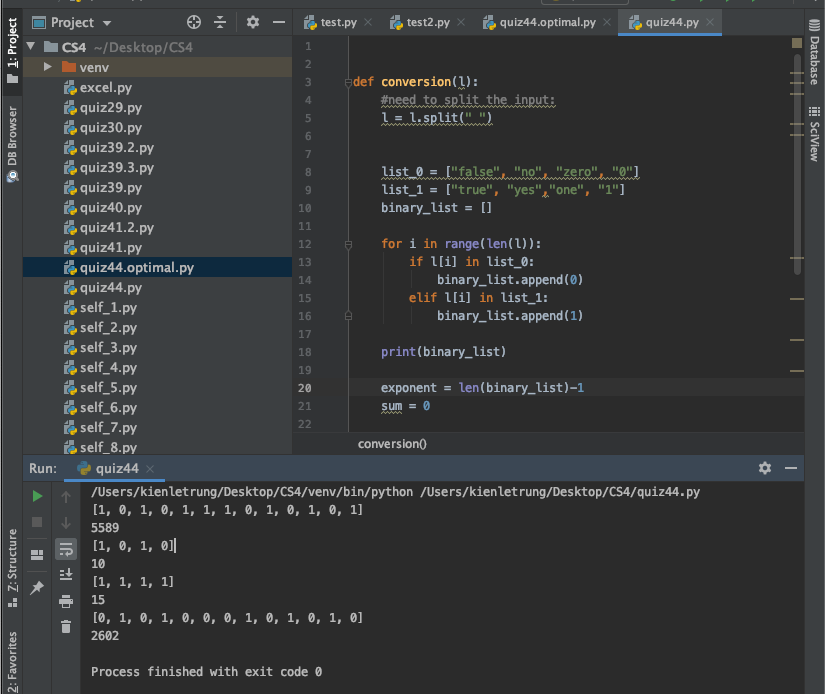 Project
test.py
test2.py
quiz44.optimal.py
quiz44.py
1: Project
DB Browser
Z: Structure
2: Favorites
Database
SciView
CS4 ~/Desktop/CS4
venv
excel.py
quiz29.py
quiz30.py
quiz39.2.py
quiz39.3.py
quiz39.py
quiz40.py
quiz41.2.py
quiz41.py
quiz44.optimal.py
quiz44.py
self_1.py
self_2.py
self_3.py
self_4.py
self_5.py
self_6.py
self_7.py
self_8.py
1
2
3 def conversion(l):
4 #need to split the input:
5 l = l.split(" ")
6
7
8 list_0 = ["false", "no", "zero", "0"]
9 list_1 = ["true", "yes","one", "1"]
10 binary_list = []
11
12 for i in range(len(l)):
13 if l[i] in list_0:
14 binary_list.append(0)
15 elif l[i] in list_1:
16 binary_list.append(1)
17
18 print(binary_list)
19
20 exponent = len(binary_list)-1
21 sum = 0
22
conversion()
Run: quiz44
/Users/kienletrung/Desktop/CS4/venv/bin/python /Users/kienletrung/Desktop/CS4/quiz44.py
[1, 0, 1, 0, 1, 1, 1, 0, 1, 0, 1, 0, 1]
5589
[1, 0, 1, 0]
10
[1, 1, 1, 1]
15
[0, 1, 0, 1, 0, 0, 0, 1, 0, 1, 0, 1, 0]
2602
Process finished with exit code 0